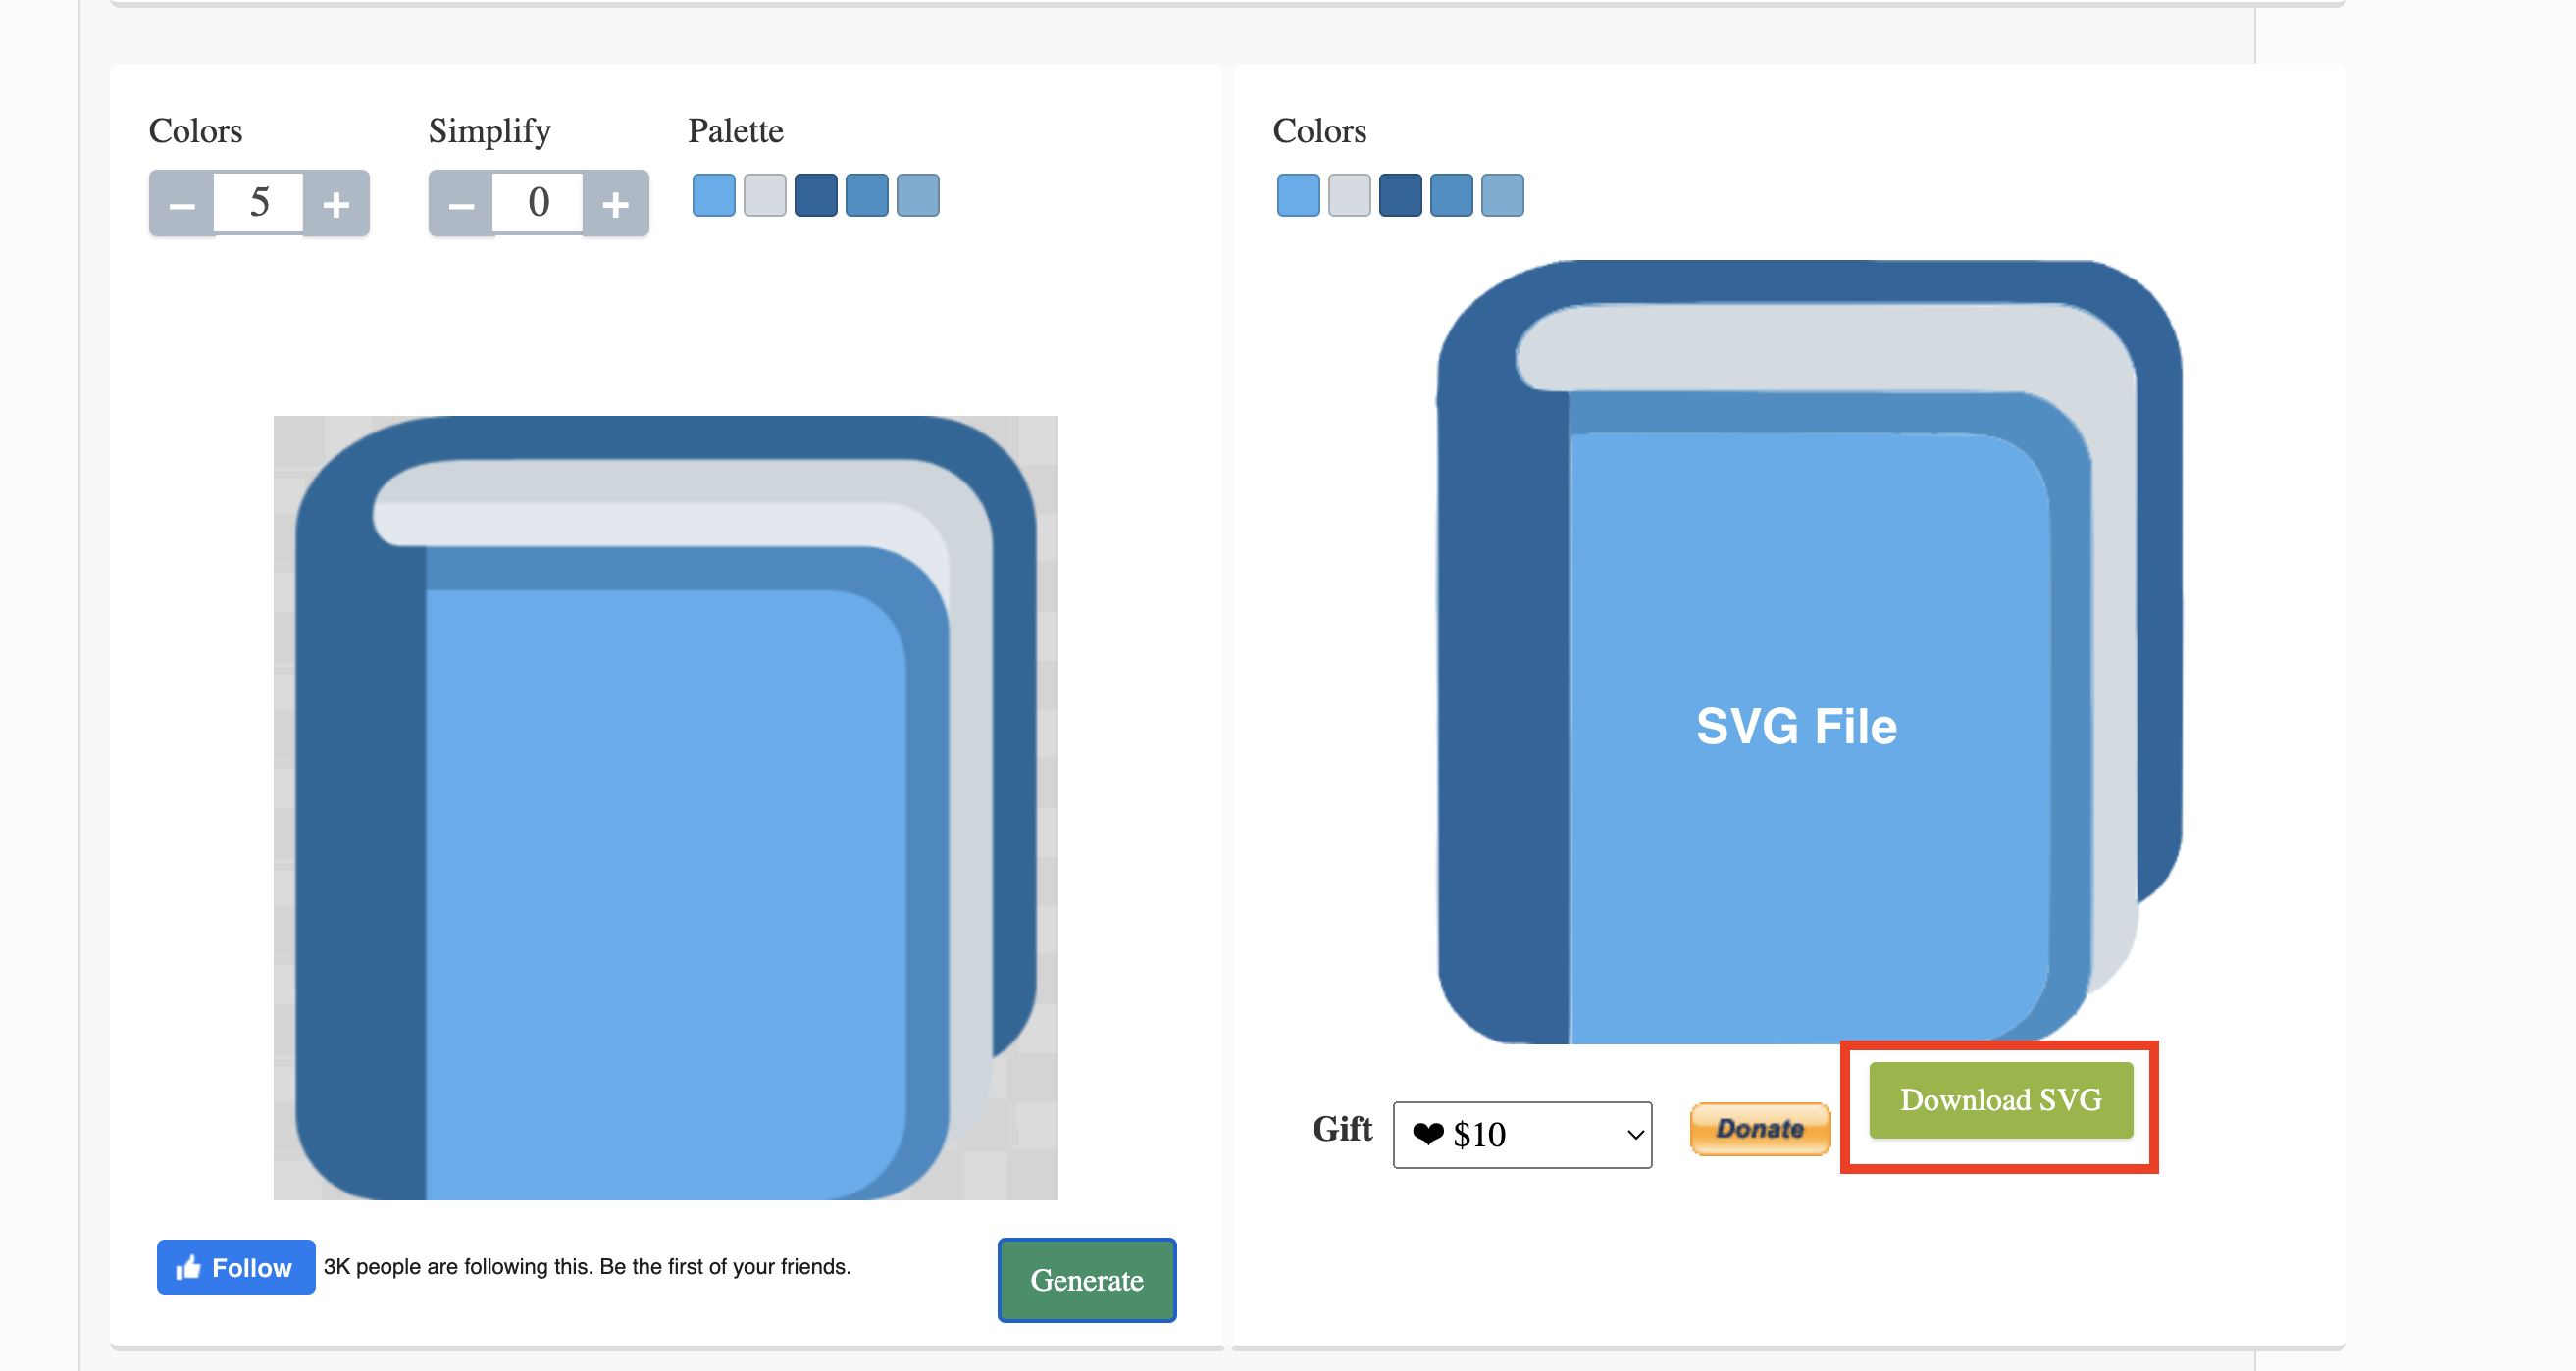 Colors
Simplify
Palette
– 5 +
– 0 +
Follow
3K people are following this. Be the first of your friends.
Generate
Colors
SVG File
Gift
❤ $10
Donate
Download SVG